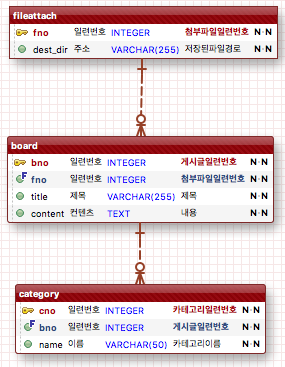 fileattach
fno 일련번호 INTEGER 첨부파일일련번호 N N
dest_dir 주소 VARCHAR(255) 저장된파일경로 N N
board
bno 일련번호 INTEGER 게시글일련번호 N N
F fno 일련번호 INTEGER 첨부파일일련번호 N N
title 제목 VARCHAR(255) 제목 N N
content 컨텐츠 TEXT 내용 N N
category
cno 일련번호 INTEGER 카테고리일련번호 N N
F bno 일련번호 INTEGER 게시글일련번호 N N
name 이름 VARCHAR(50) 카테고리이름 N N